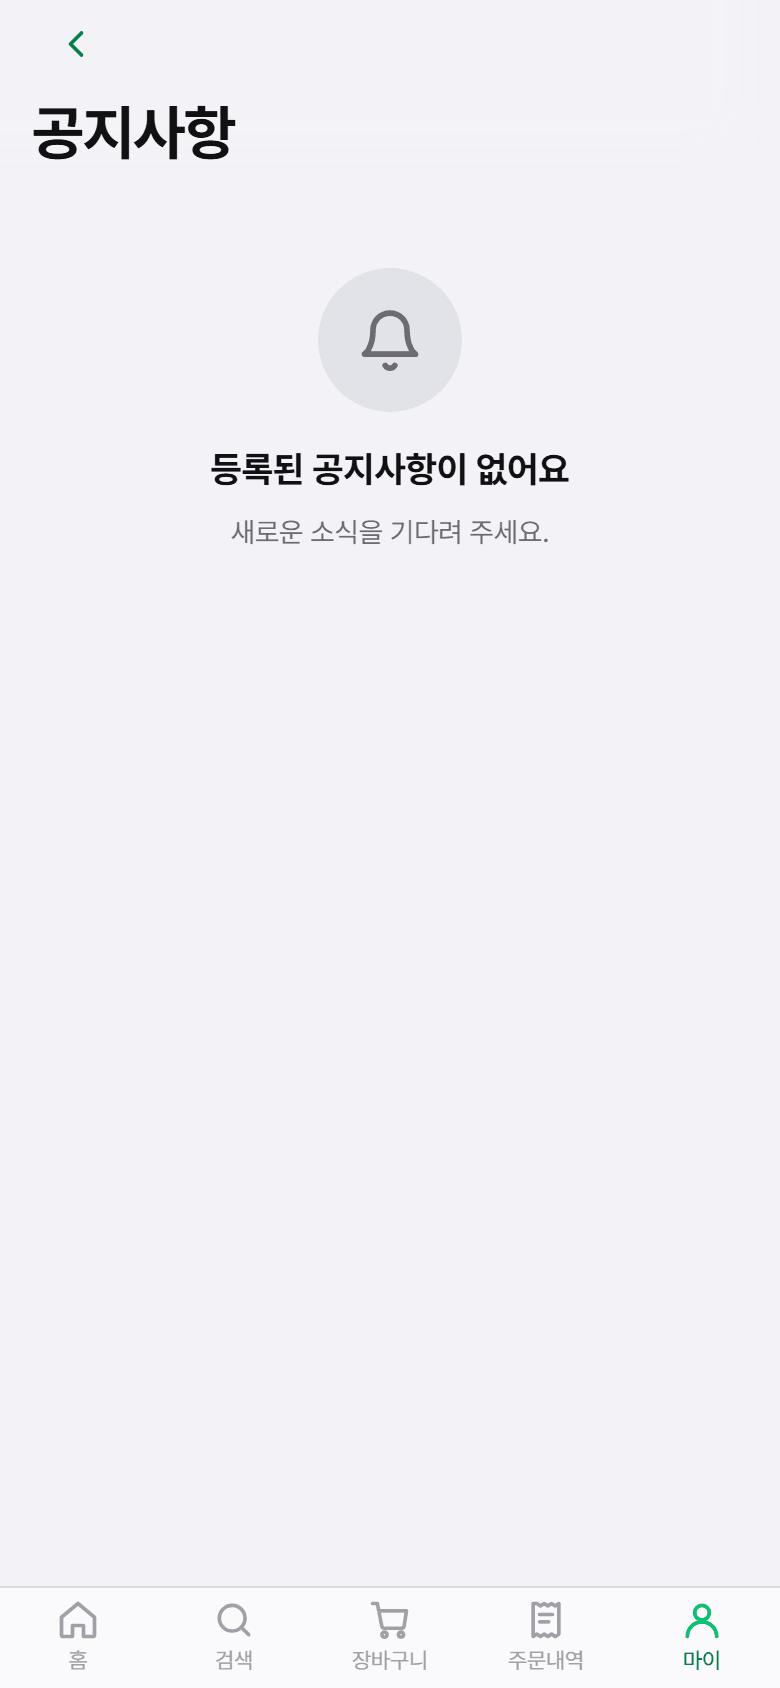 공지사항
등록된 공지사항이 없어요
새로운 소식을 기다려 주세요.
홈
검색
장바구니
주문내역
마이